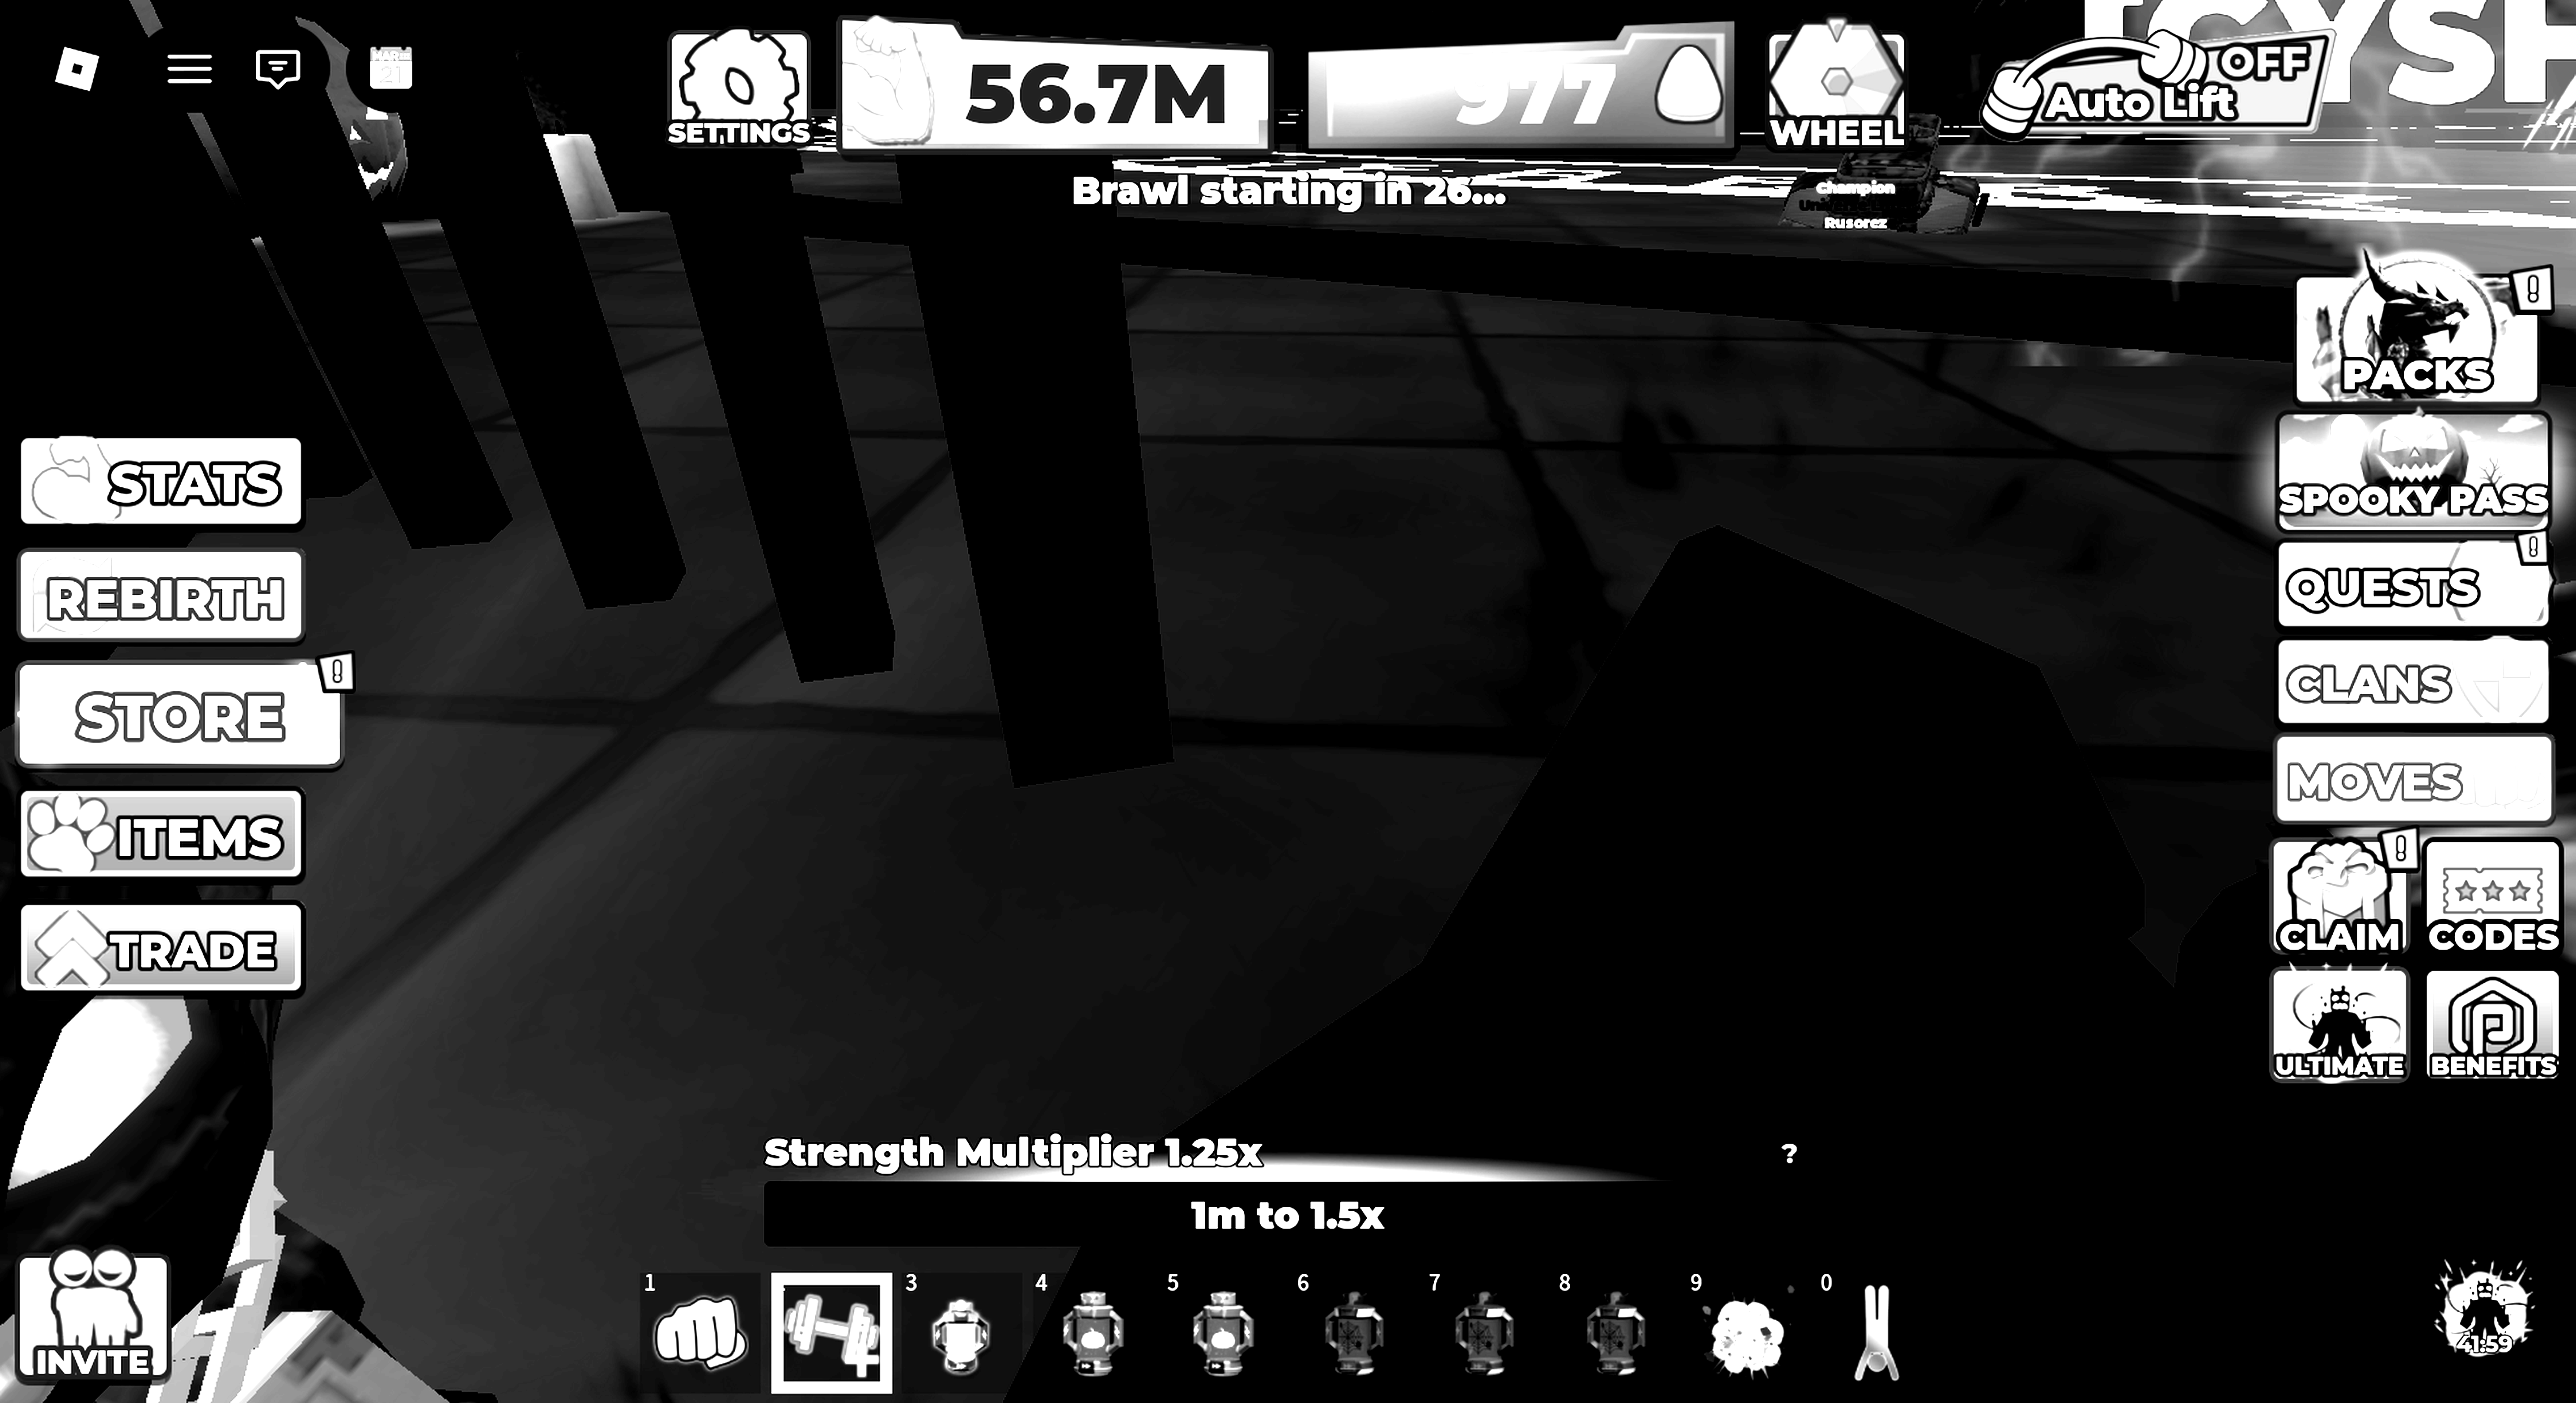 SETTINGS
56.7M
977
WHEEL
OFF
Auto Lift
Brawl starting in 26...
Champion
Rusorez
21
STATS
REBIRTH
STORE
ITEMS
TRADE
INVITE
PACKS
SPOOKY PASS
QUESTS
CLANS
MOVES
CLAIM
CODES
ULTIMATE
BENEFITS
Strength Multiplier 1.25x
?
1m to 1.5x
1
3
4
5
6
7
8
9
0
41:59